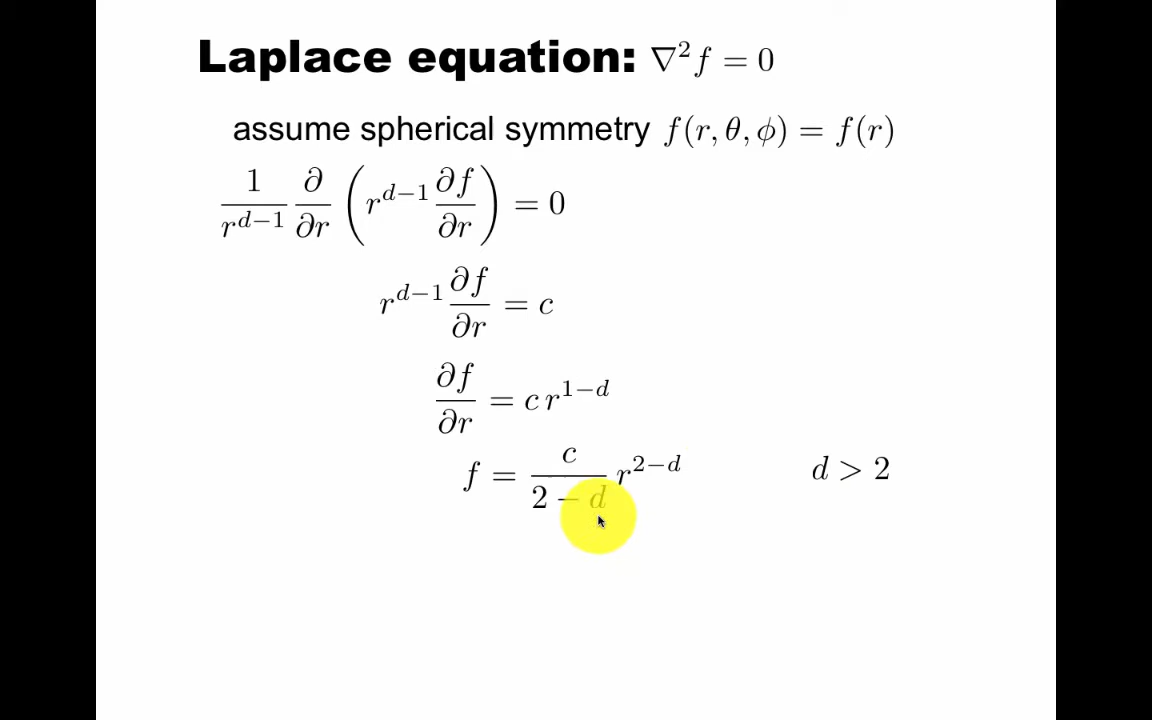 Laplace equation: ∇²f = 0
assume spherical symmetry f(r, θ, ϕ) = f(r)
1/r^{d−1} ∂/∂r (r^{d−1} ∂f/∂r) = 0
r^{d−1} ∂f/∂r = c
∂f/∂r = c r^{1−d}
f = c/(2 − d) r^{2−d} d > 2